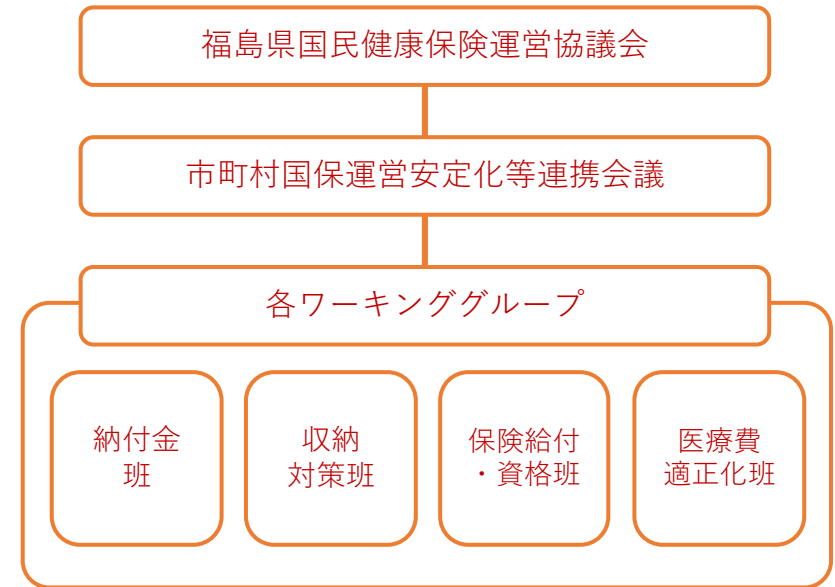 福島県国民健康保険運営協議会
市町村国保運営安定化等連携会議
各ワーキンググループ
納付金
班
収納
対策班
保険給付
・資格班
医療費
適正化班